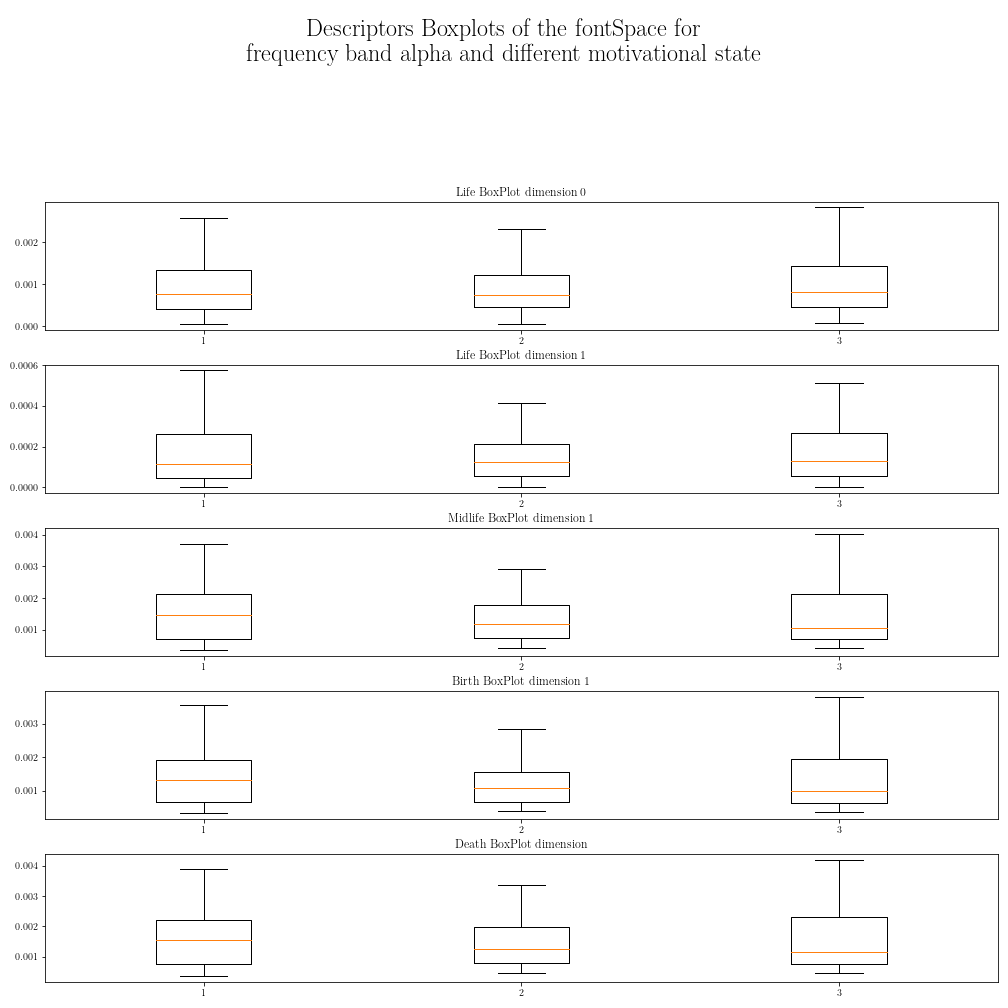 Descriptors Boxplots of the fontSpace for
frequency band alpha and different motivational state
Life BoxPlot dimension 0
0.002
0.001
0.000
1 2 3
Life BoxPlot dimension 1
0.0006
0.0004
0.0002
0.0000
1 2 3
Midlife BoxPlot dimension 1
0.004
0.003
0.002
0.001
1 2 3
Birth BoxPlot dimension 1
0.003
0.002
0.001
1 2 3
Death BoxPlot dimension
0.004
0.003
0.002
0.001
1 2 3